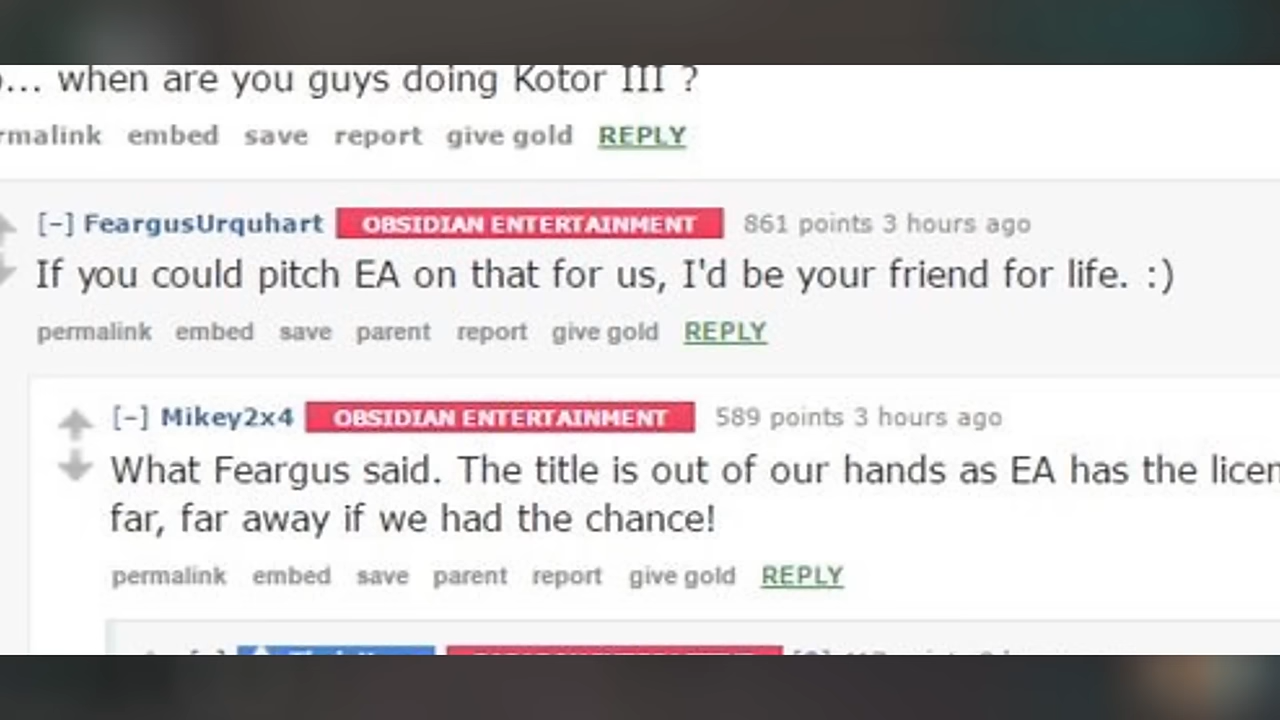 ... when are you guys doing Kotor III ?
rmalink embed save report give gold REPLY
[–] FeargusUrquhart OBSIDIAN ENTERTAINMENT 861 points 3 hours ago
If you could pitch EA on that for us, I'd be your friend for life. :)
permalink embed save parent report give gold REPLY
[–] Mikey2x4 OBSIDIAN ENTERTAINMENT 589 points 3 hours ago
What Feargus said. The title is out of our hands as EA has the licen
far, far away if we had the chance!
permalink embed save parent report give gold REPLY